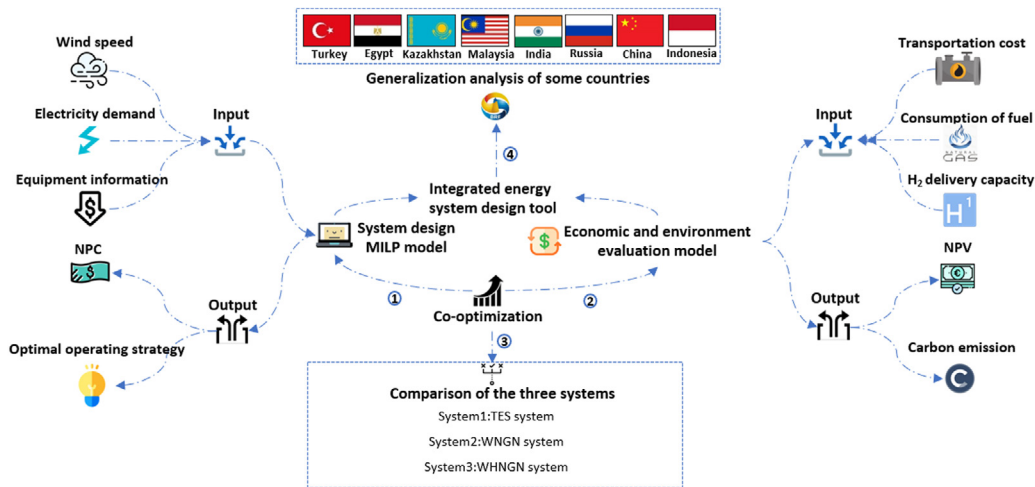 Turkey Egypt Kazakhstan Malaysia India Russia China Indonesia
Generalization analysis of some countries
④
Wind speed
Electricity demand
Equipment information
Input
NPC
Optimal operating strategy
Output
Integrated energy
system design tool
System design
MILP model
Economic and environment
evaluation model
①
②
Co-optimization
③
Comparison of the three systems
System1:TES system
System2:WNGN system
System3:WHNGN system
Transportation cost
Input
Consumption of fuel
NATURAL
GAS
H₂ delivery capacity
H¹
NPV
Output
Carbon emission
C